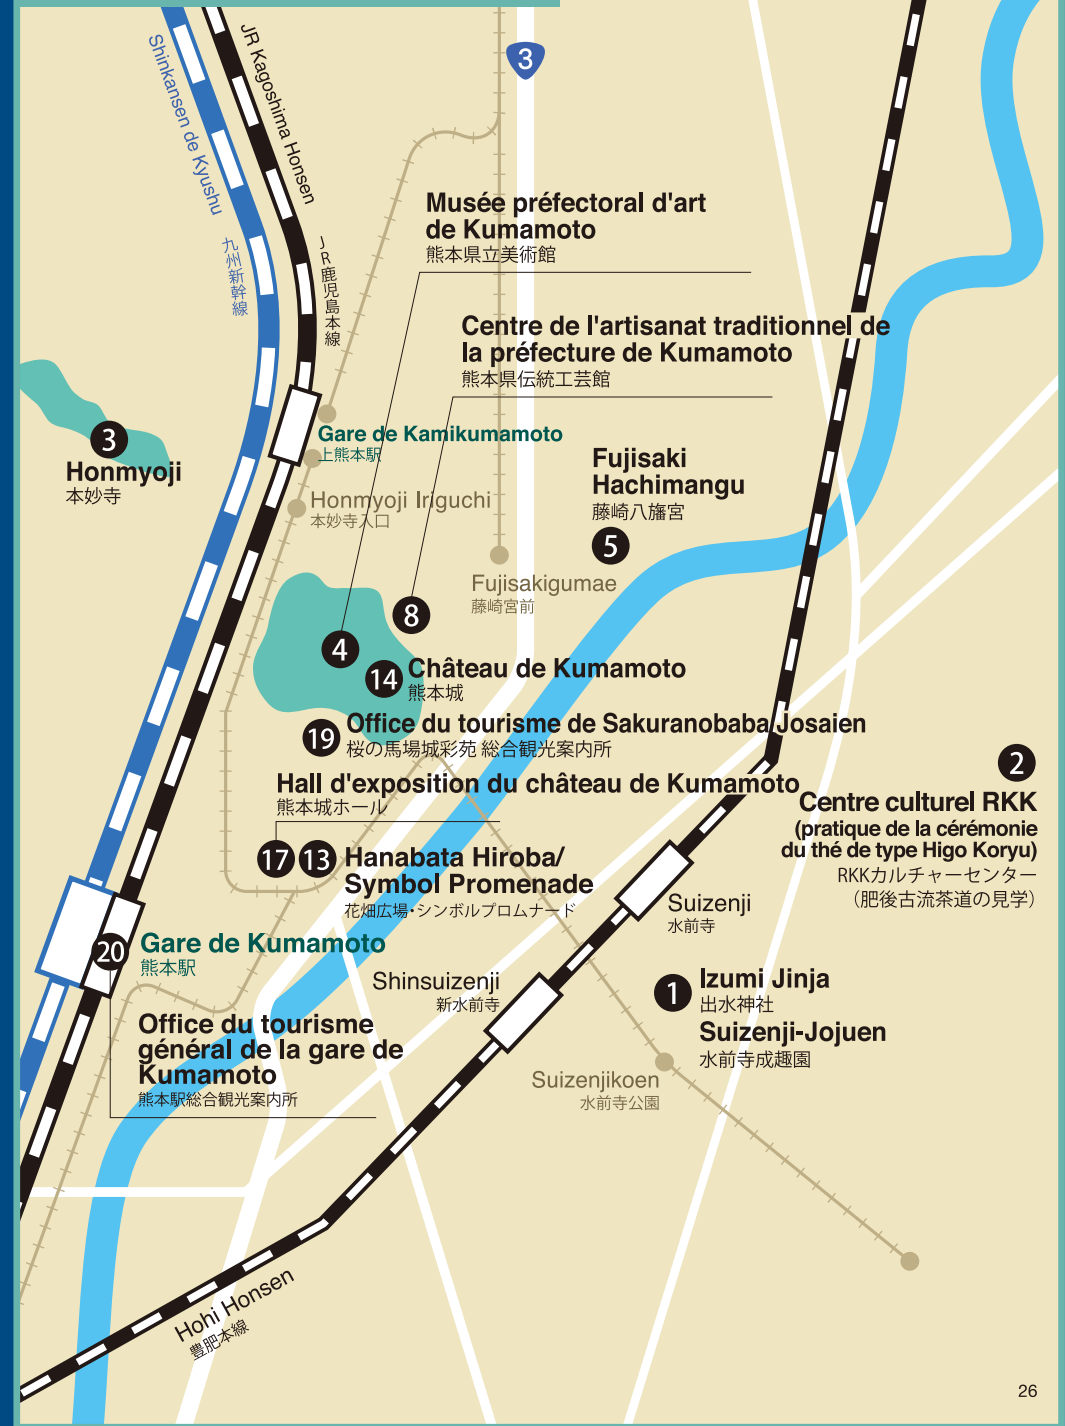 3
Shinkansen de Kyushu
九州新幹線
JR Kagoshima Honsen
JR鹿児島本線
Musée préfectoral d'art
de Kumamoto
熊本県立美術館
Centre de l'artisanat traditionnel de
la préfecture de Kumamoto
熊本県伝統工芸館
3
Honmyoji
本妙寺
Gare de Kamikumamoto
上熊本駅
Honmyoji Iriguchi
本妙寺入口
Fujisaki
Hachimangu
藤崎八旛宮
5
Fujisakigumae
藤崎宮前
8
4
14
Château de Kumamoto
熊本城
19
Office du tourisme de Sakuranobaba Josaien
桜の馬場城彩苑 総合観光案内所
Hall d'exposition du château de Kumamoto
熊本城ホール
2
Centre culturel RKK
(pratique de la cérémonie
du thé de type Higo Koryu)
RKKカルチャーセンター
（肥後古流茶道の見学）
17
13
Hanabata Hiroba/
Symbol Promenade
花畑広場・シンボルプロムナード
Suizenji
水前寺
20
Gare de Kumamoto
熊本駅
Shinsuizenji
新水前寺
1
Izumi Jinja
出水神社
Suizenji-Jojuen
水前寺成趣園
Office du tourisme
général de la gare de
Kumamoto
熊本駅総合観光案内所
Suizenjikoen
水前寺公園
Hohi Honsen
豊肥本線
26